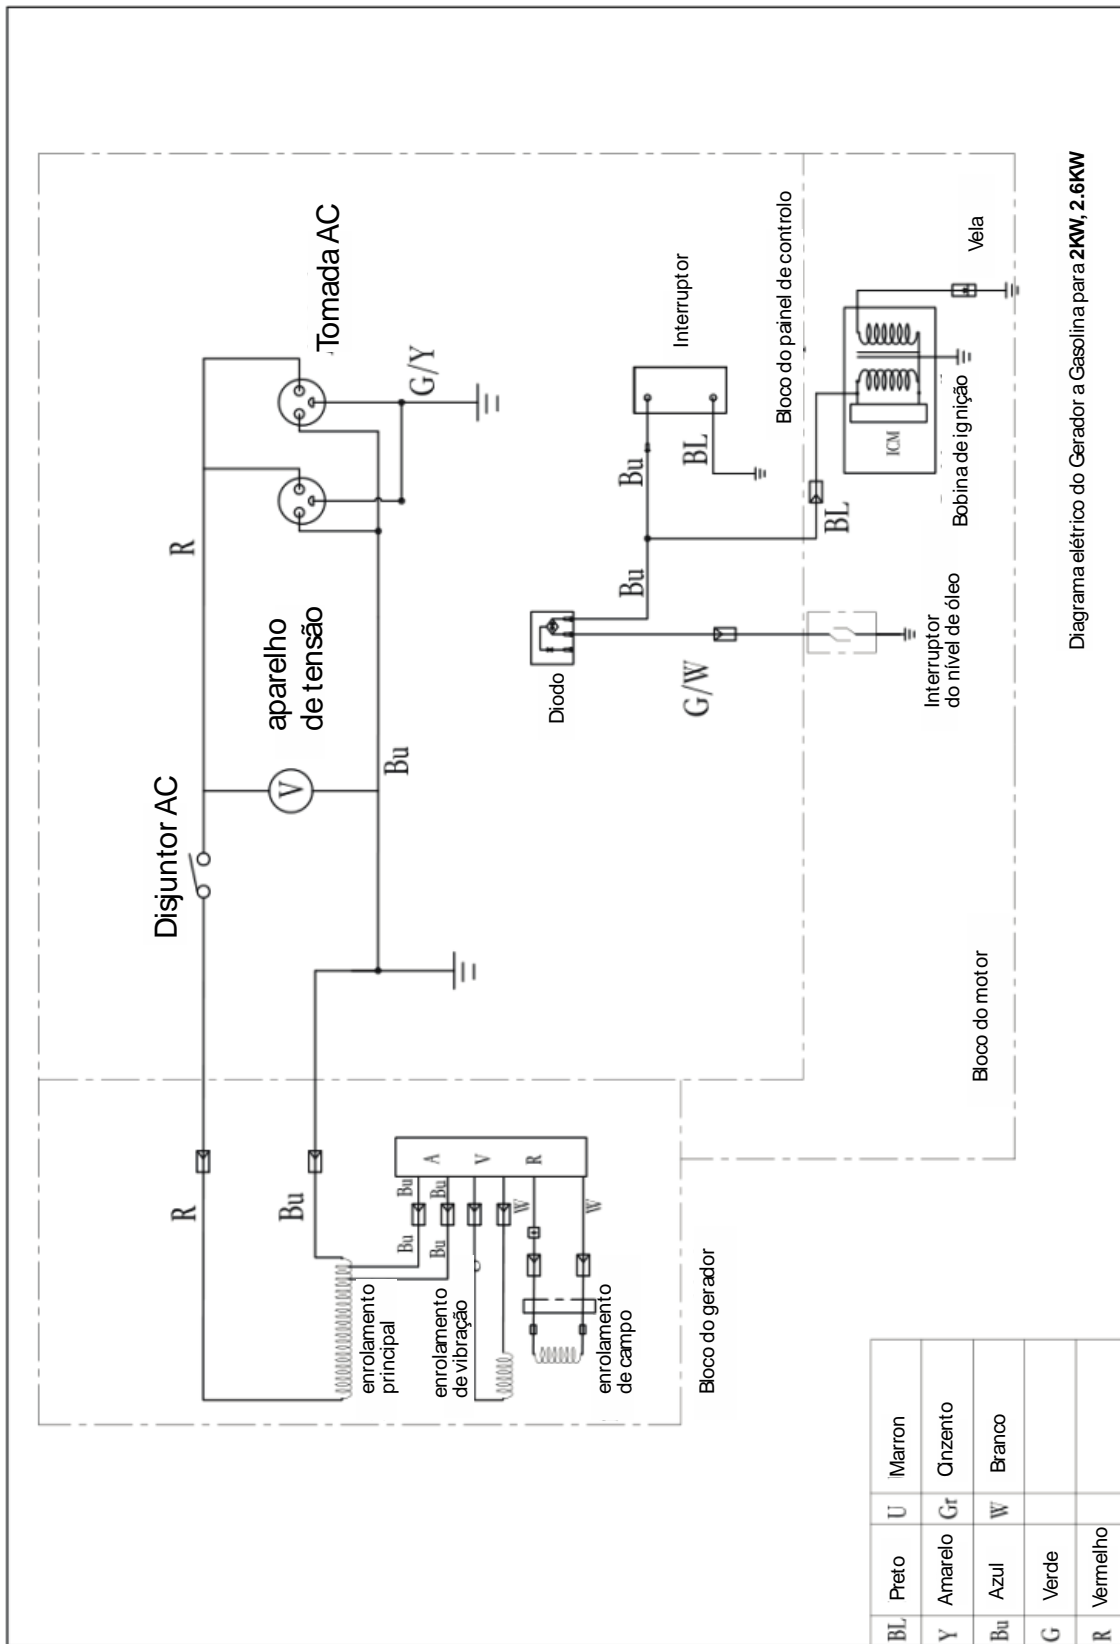 Disjuntor AC
R
R
aparelho
de tensão
V
Tomada AC
G/Y
Bu
Bu
Interruptor
Bu
BL
Bu
Diodo
G/W
BL
Bloco do painel de controlo
Vela
ICM
Bobina de ignição
Interruptor
do nível de óleo
Bloco do motor
A
V
R
Bu
Bu
Bu
Bu
W
W
enrolamento
principal
enrolamento
de vibração
enrolamento
de campo
Bloco do gerador
Diagrama elétrico do Gerador a Gasolina para 2KW, 2.6KW
BL Preto U Marron
Y Amarelo Gr Cinzento
Bu Azul W Branco
G Verde
R Vermelho